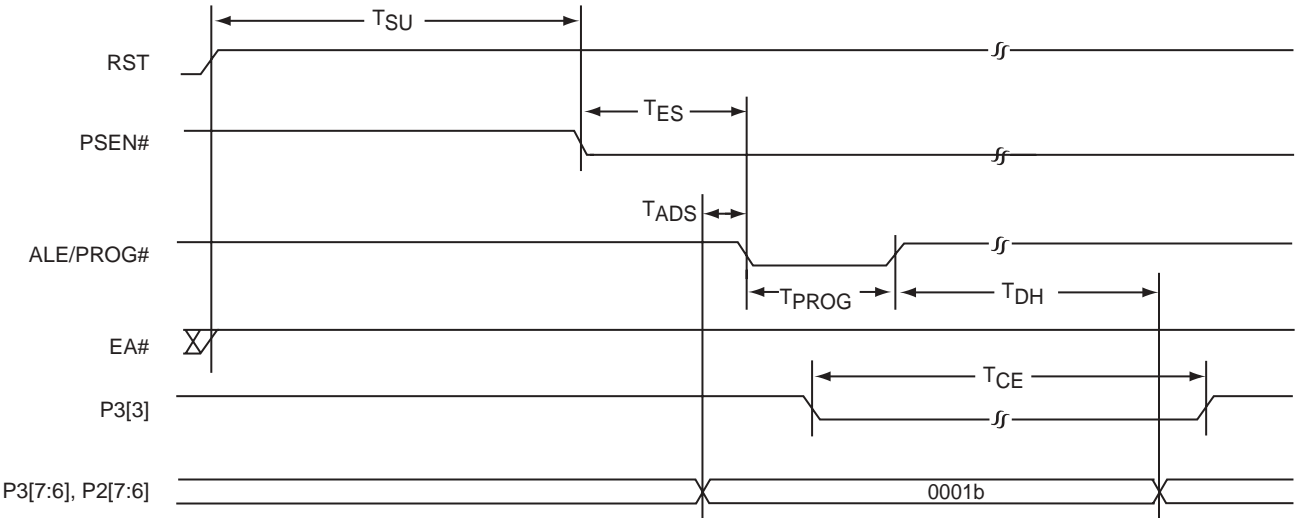 TSU
RST
TES
PSEN#
TADS
ALE/PROG#
TPROG
TDH
EA#
TCE
P3[3]
P3[7:6], P2[7:6]
0001b